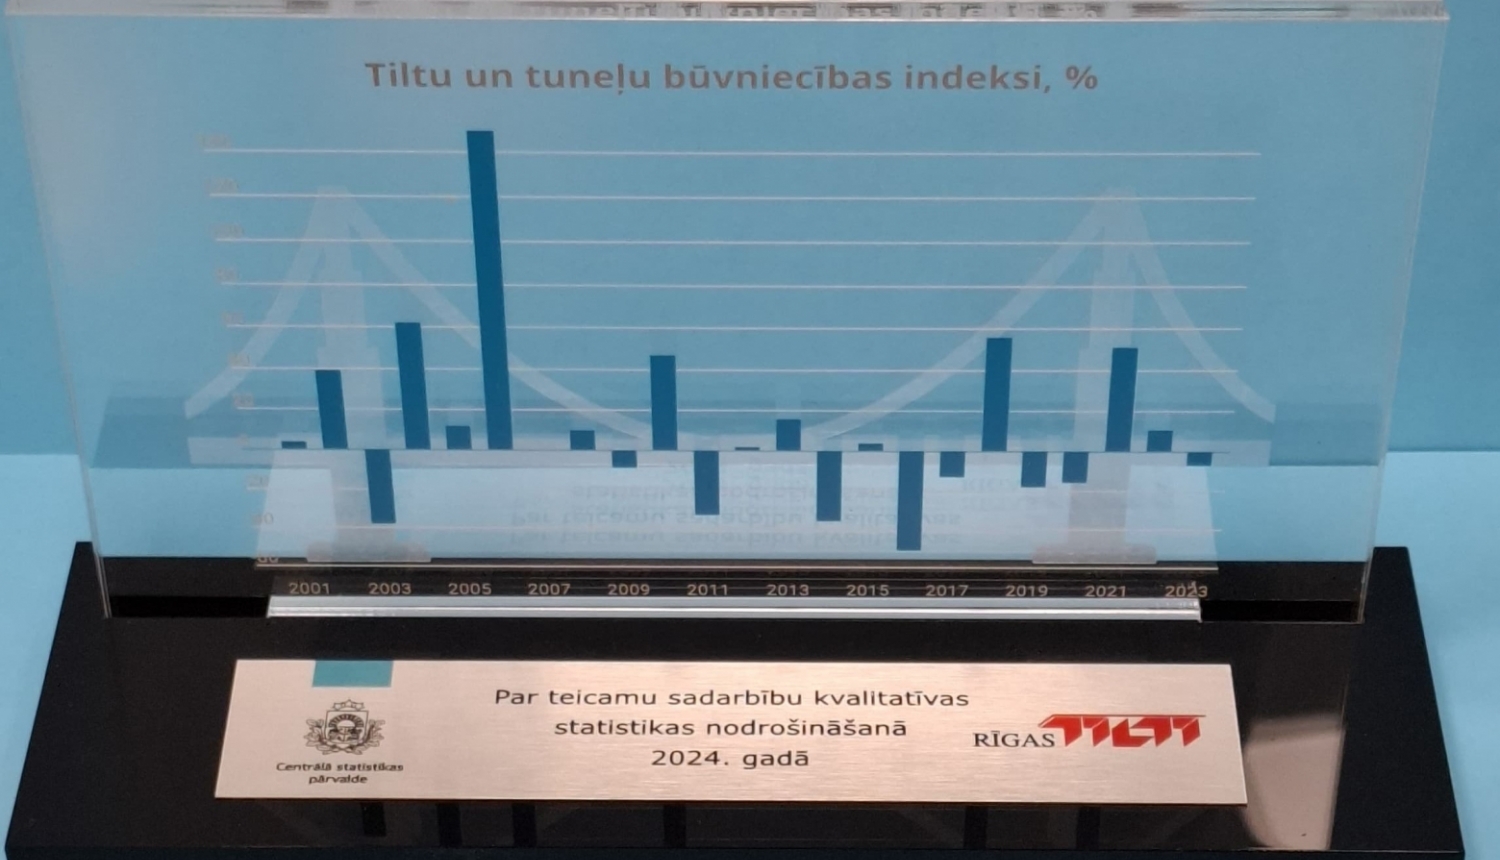 Tiltu un tuneļu būvniecības indeksi, %
2001 2003 2005 2007 2009 2011 2013 2015 2017 2019 2021 2023
Par teicamu sadarbību kvalitatīvas
statistikas nodrošināšanā
2024. gadā
Centrālā statistikas
pārvalde
RĪGAS TILTI